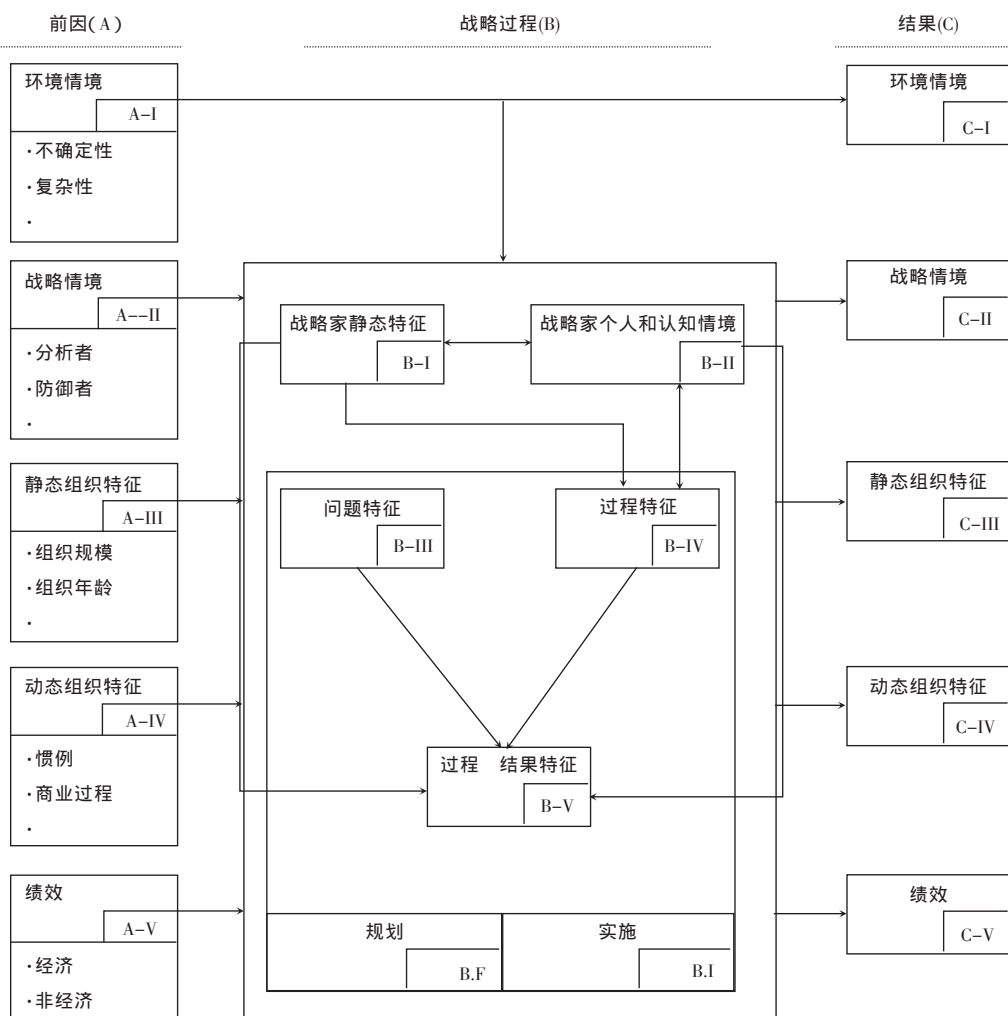 前因(A)
战略过程(B)
结果(C)
环境情境
A–I
·不确定性
·复杂性
·
环境情境
C–I
战略情境
A––II
·分析者
·防御者
·
战略家静态特征
B–I
战略家个人和认知情境
B–II
战略情境
C–II
静态组织特征
A–III
·组织规模
·组织年龄
·
问题特征
B–III
过程特征
B–IV
静态组织特征
C–III
动态组织特征
A–IV
·惯例
·商业过程
·
过程 结果特征
B–V
动态组织特征
C–IV
绩效
A–V
·经济
·非经济
规划
B.F
实施
B.I
绩效
C–V